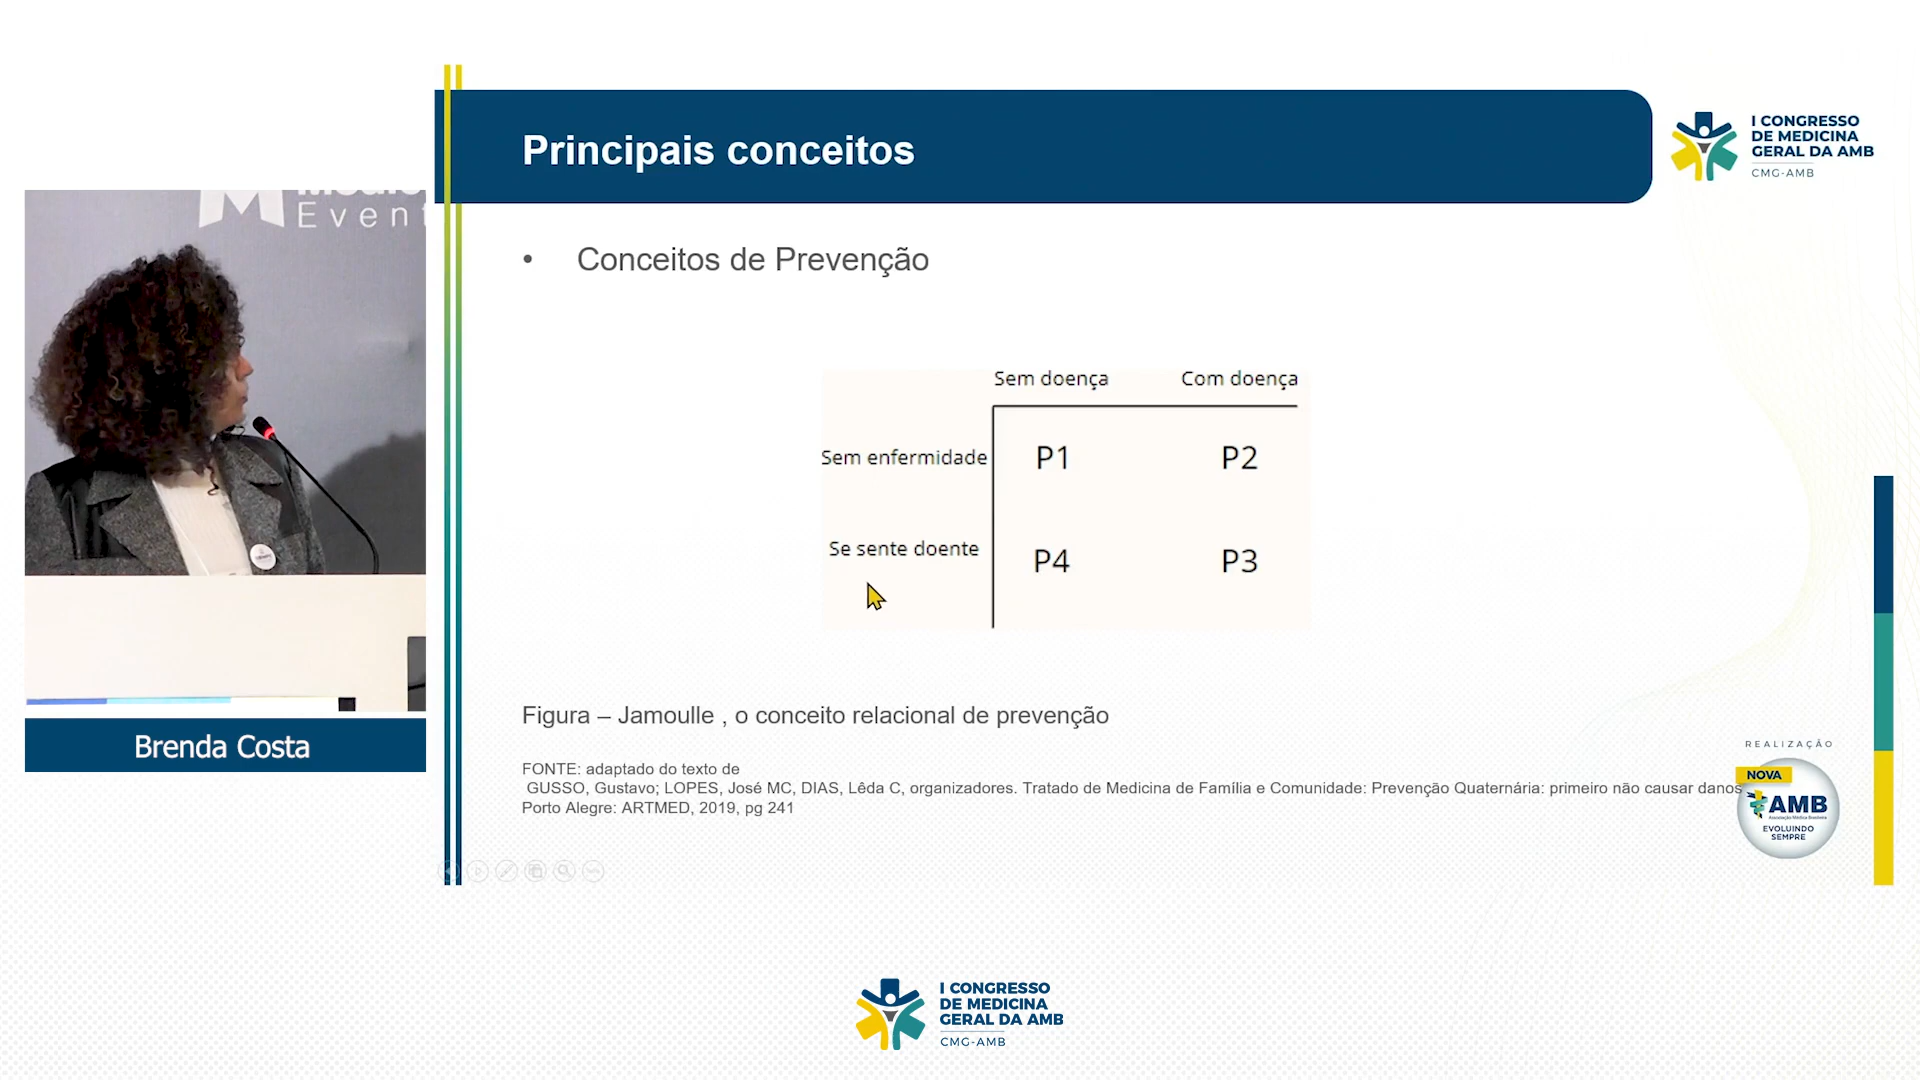 Principais conceitos
I CONGRESSO
DE MEDICINA
GERAL DA AMB
CMG-AMB
Event
• Conceitos de Prevenção
Sem doença Com doença
Sem enfermidade P1 P2
Se sente doente P4 P3
Figura – Jamoulle , o conceito relacional de prevenção
Brenda Costa
FONTE: adaptado do texto de
GUSSO, Gustavo; LOPES, José MC, DIAS, Lêda C, organizadores. Tratado de Medicina de Família e Comunidade: Prevenção Quaternária: primeiro não causar danos
Porto Alegre: ARTMED, 2019, pg 241
REALIZAÇÃO
NOVA
AMB
Associação Médica Brasileira
EVOLUINDO
SEMPRE
I CONGRESSO
DE MEDICINA
GERAL DA AMB
CMG-AMB